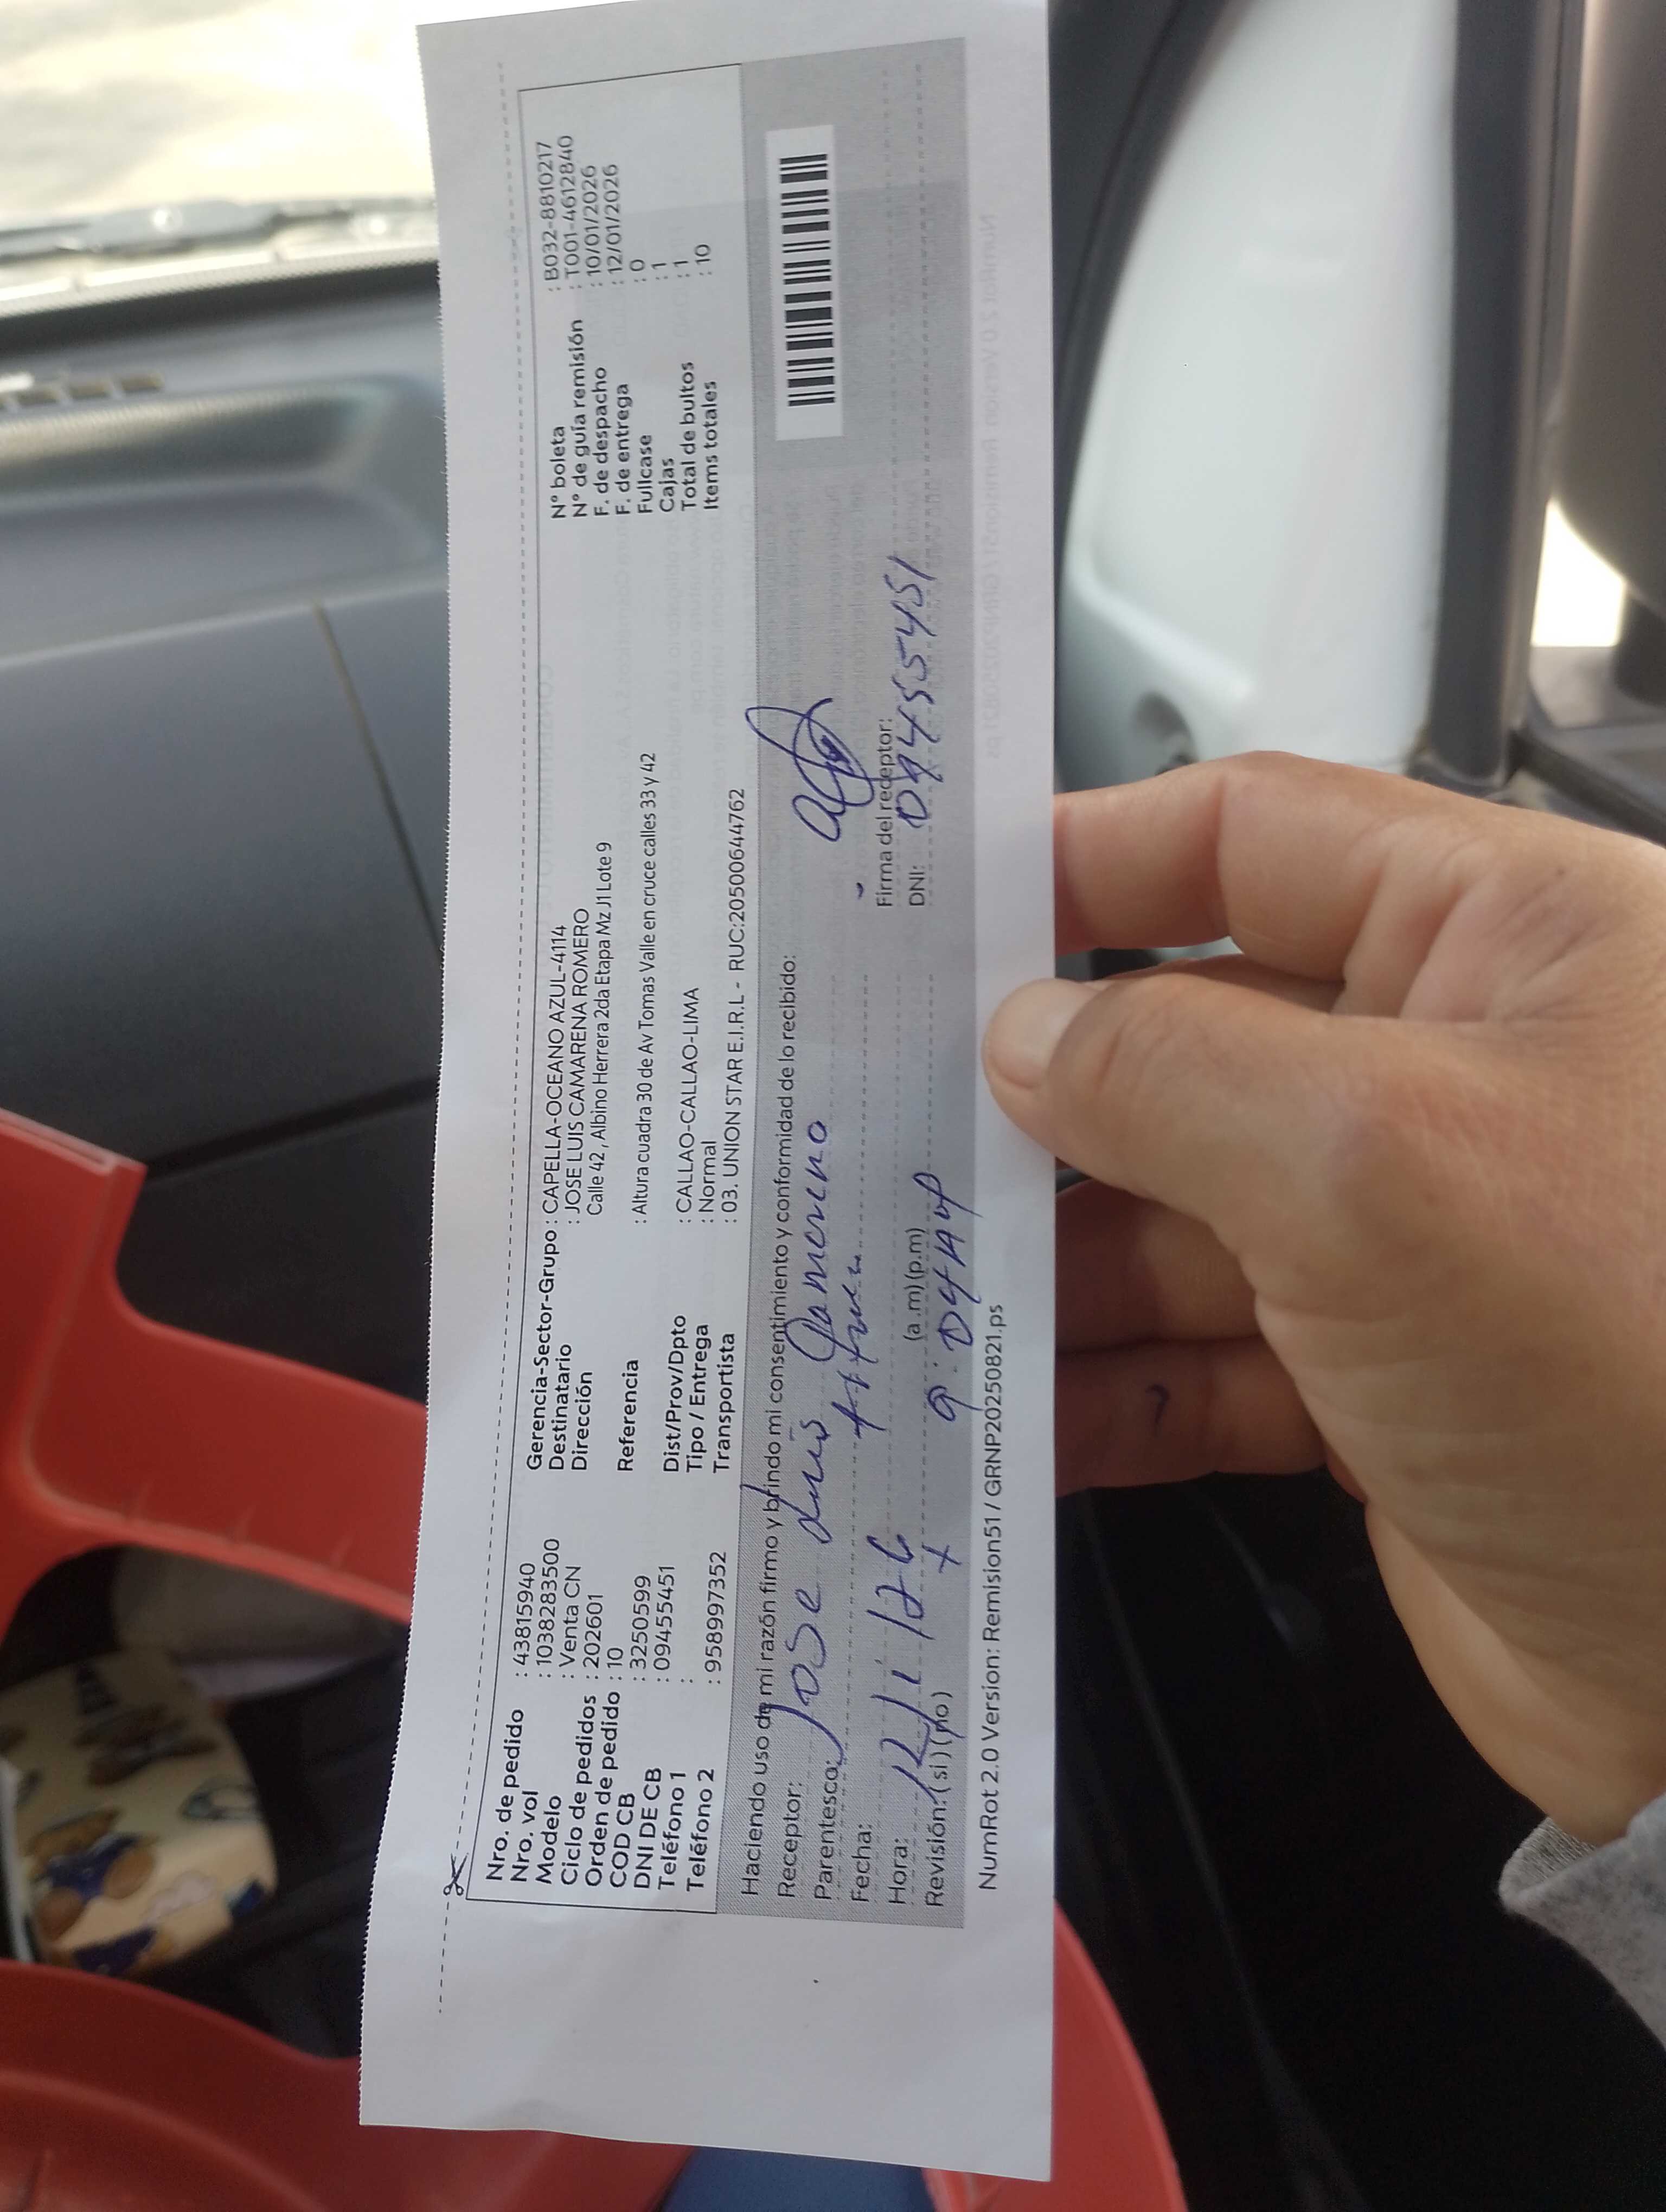 Nro. de pedido : 43815940
Nro. vol : 1038283500
Modelo : Venta CN
Ciclo de pedidos : 202601
Orden de pedido : 10
COD CB : 3250599
DNI DE CB : 09455451
Teléfono 1 :
Teléfono 2 : 958997352
Gerencia-Sector-Grupo : CAPELLA-OCEANO AZUL-4114
Destinatario : JOSE LUIS CAMARENA ROMERO
Dirección Calle 42 , Albino Herrera 2da Etapa Mz J1 Lote 9
Referencia : Altura cuadra 30 de Av Tomas Valle en cruce calles 33 y 42
Dist/Prov/Dpto : CALLAO-CALLAO-LIMA
Tipo / Entrega : Normal
Transportista : 03. UNION STAR E.I.R.L - RUC:20500644762
N° boleta : B032-8810217
N° de guía remisión : T001-4612840
F. de despacho : 10/01/2026
F. de entrega : 12/01/2026
Fullcase : 0
Cajas : 1
Total de bultos : 1
Items totales : 10
Haciendo uso de mi razón firmo y brindo mi consentimiento y conformidad de lo recibido:
Receptor: Jose Luis
Parentesco:
Fecha: 12/1/26
Hora: (a .m) (p.m)
Revisión: (si) (no)
Firma del receptor:
DNI: 09455451
NumRot 2.0 Version: Remision51 / GRNP20250821.ps